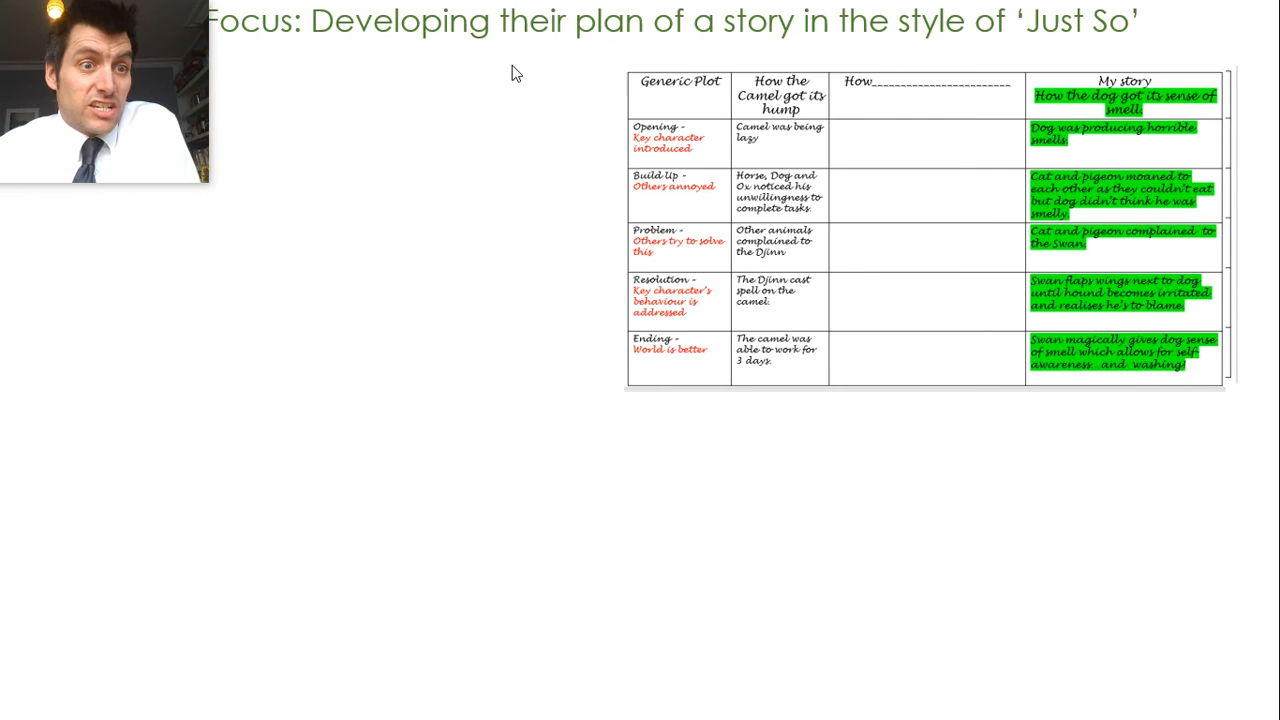 Focus: Developing their plan of a story in the style of ‘Just So’
Generic Plot
How the
Camel got its
hump
How________________________
My story
How the dog got its sense of
smell.
Opening –
Key character
introduced
Camel was being
lazy
Dog was producing horrible
smells.
Build Up –
Others annoyed
Horse, Dog and
Ox noticed his
unwillingness to
complete tasks.
Cat and pigeon moaned to
each other as they couldn't eat
but dog didn't think he was
smelly.
Problem –
Others try to solve
this
Other animals
complained to
the Djinn
Cat and pigeon complained to
the Swan.
Resolution –
Key character's
behaviour is
addressed
The Djinn cast
spell on the
camel.
Swan flaps wings next to dog
until hound becomes irritated
and realises he's to blame.
Ending –
World is better
The camel was
able to work for
3 days.
Swan magically gives dog sense
of smell which allows for self-
awareness...and washing!